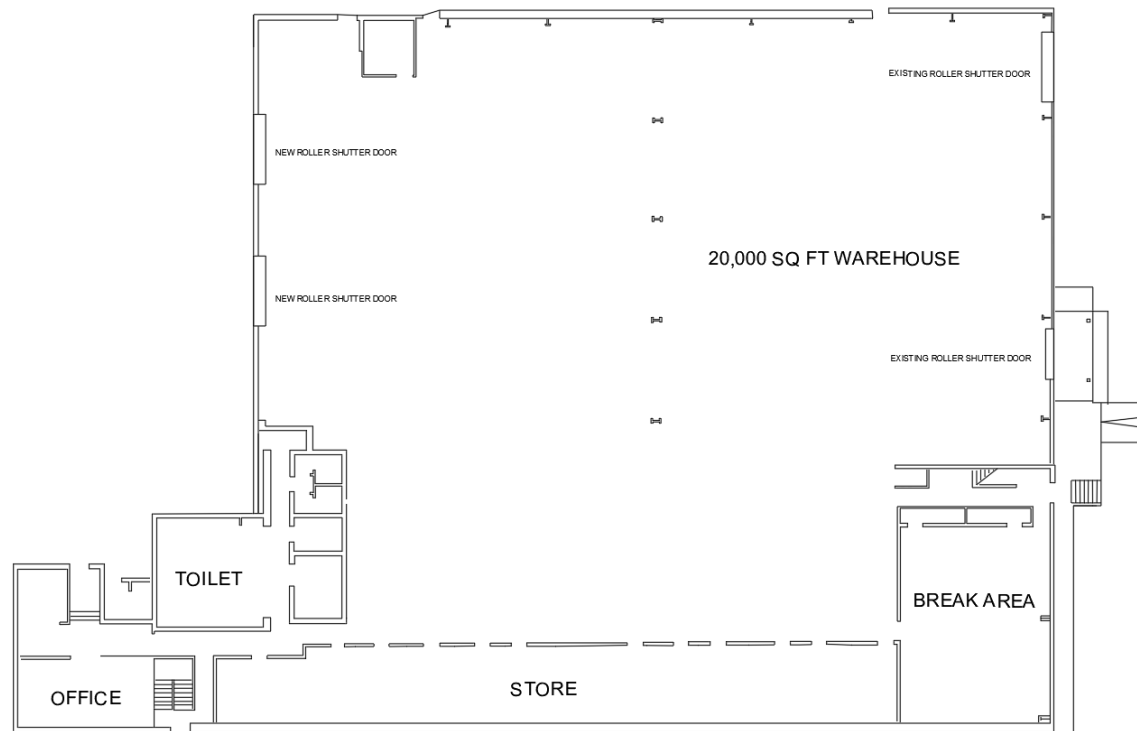 EXISTING ROLLER SHUTTER DOOR
NEW ROLLER SHUTTER DOOR
20,000 SQ FT WAREHOUSE
NEW ROLLER SHUTTER DOOR
EXISTING ROLLER SHUTTER DOOR
TOILET
BREAK AREA
STORE
OFFICE